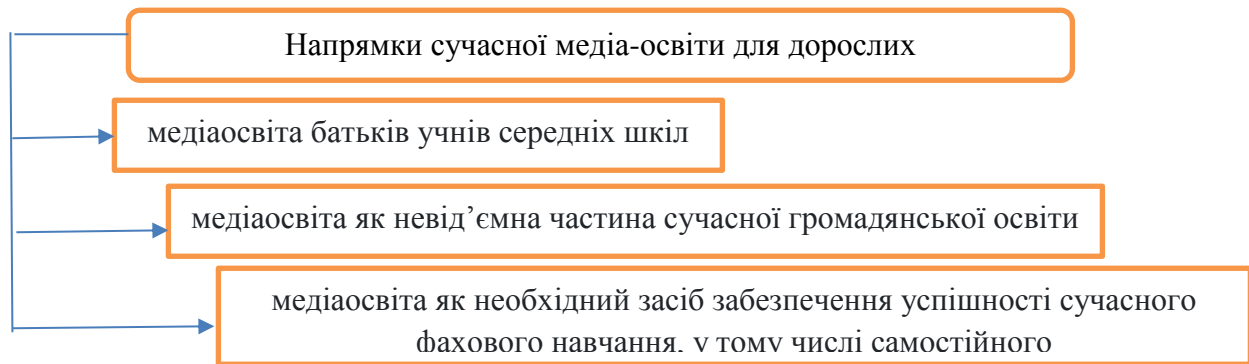 Напрямки сучасної медіа-освіти для дорослих
медіаосвіта батьків учнів середніх шкіл
медіаосвіта як невід’ємна частина сучасної громадянської освіти
медіаосвіта як необхідний засіб забезпечення успішності сучасного
фахового навчання, у тому числі самостійного